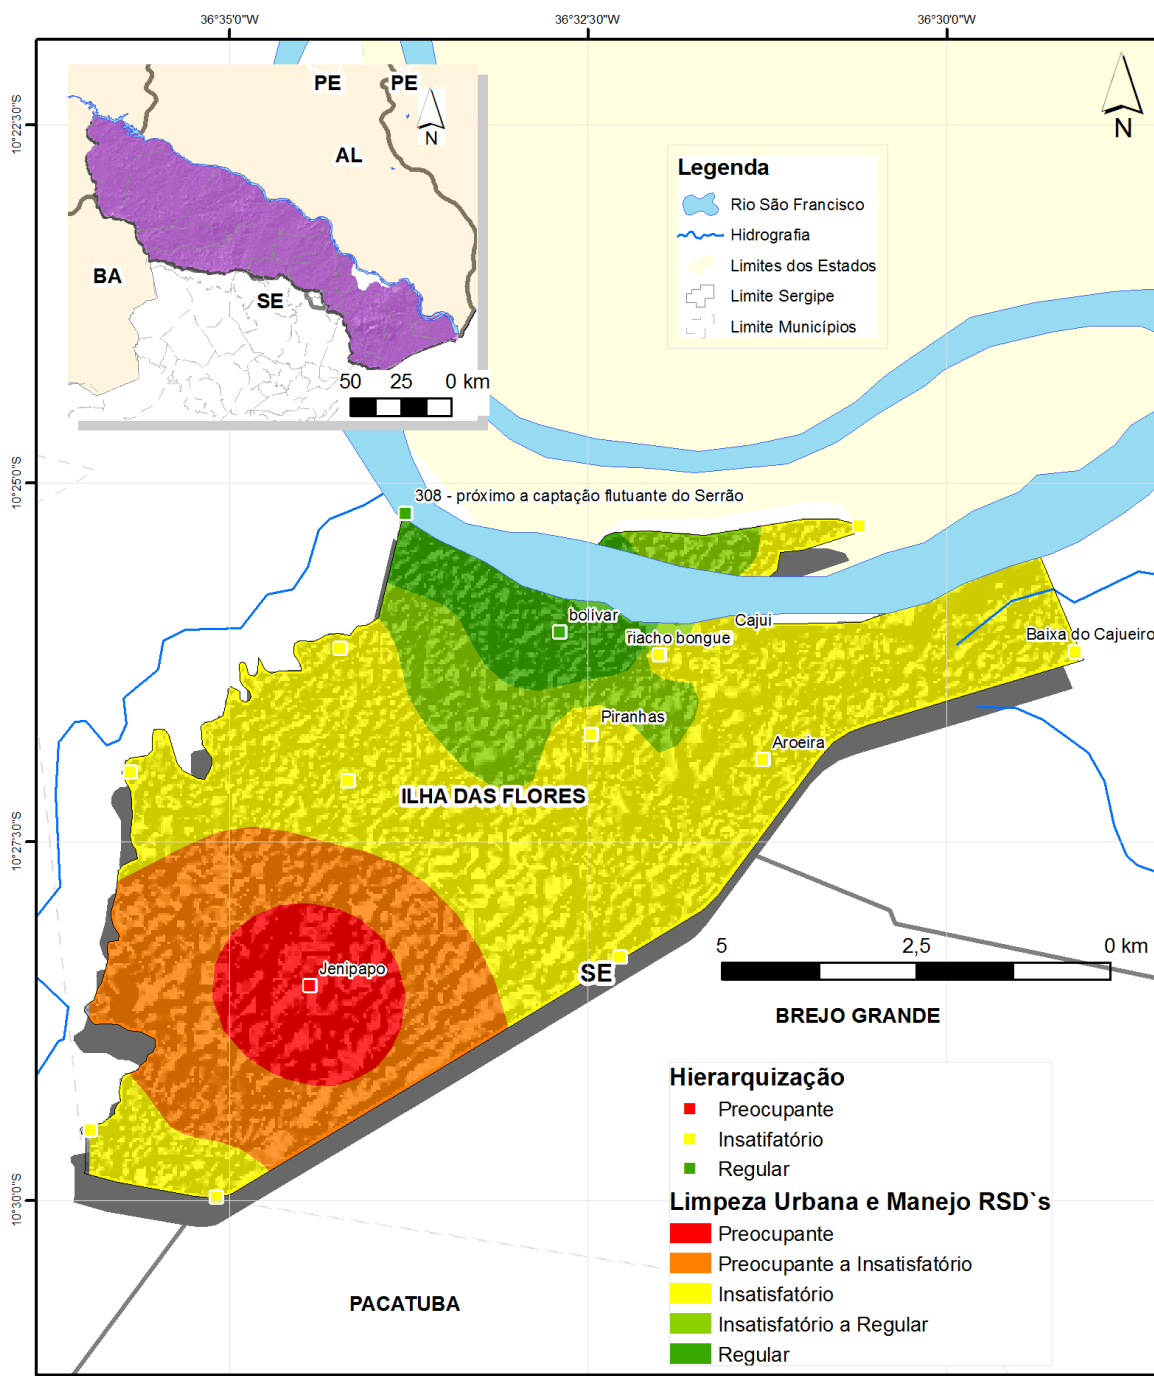 36°35'0"W
36°32'30"W
36°30'0"W
10°22'30"S
10°25'0"S
10°27'30"S
10°30'0"S
PE
PE
N
AL
BA
SE
50 25 0 km
N
Legenda
Rio São Francisco
Hidrografia
Limites dos Estados
Limite Sergipe
Limite Municípios
308 - próximo a captação flutuante do Serrão
bolívar
Cajui
riacho bongue
Baixa do Cajueiro
Piranhas
Aroeira
ILHA DAS FLORES
Jenipapo
SE
5 2,5 0 km
BREJO GRANDE
PACATUBA
Hierarquização
Preocupante
Insatifatório
Regular
Limpeza Urbana e Manejo RSD`s
Preocupante
Preocupante a Insatisfatório
Insatisfatório
Insatisfatório a Regular
Regular